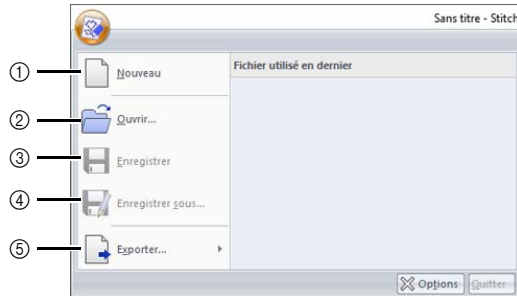 Sans titre - Stitch
① Nouveau
Fichier utilisé en dernier
② Ouvrir...
③ Enregistrer
④ Enregistrer sous...
⑤ Exporter...
Options
Quitter